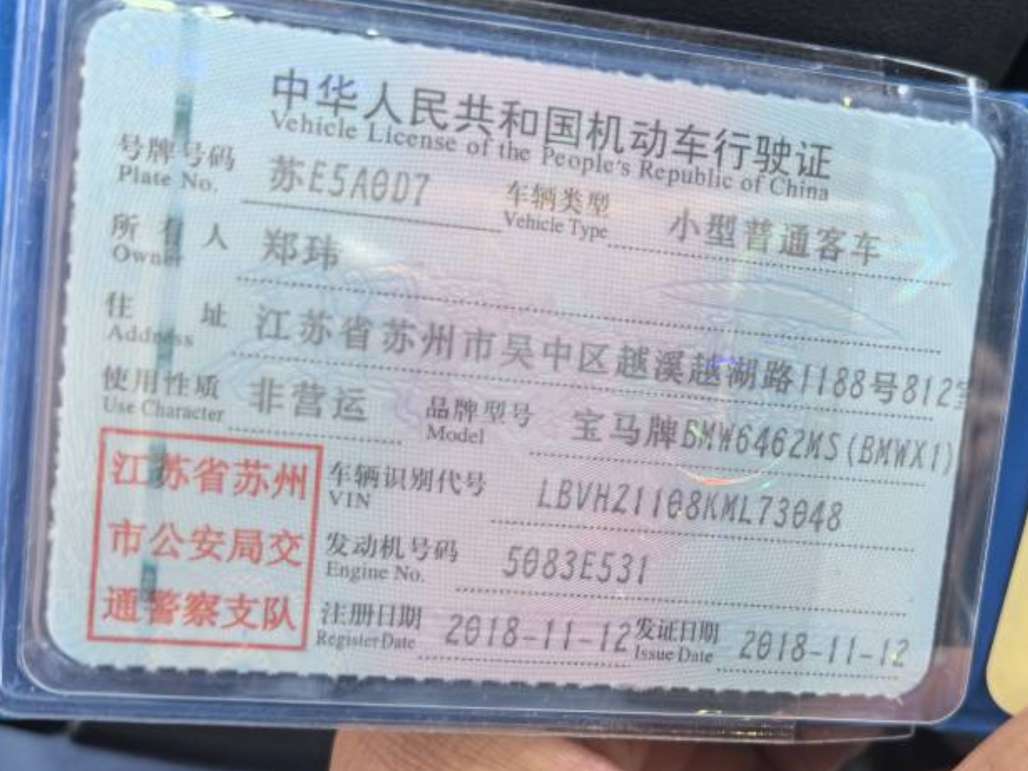 中华人民共和国机动车行驶证
Vehicle License of the People's Republic of China
号牌号码 苏E5A0D7 车辆类型 小型普通客车
Plate No. Vehicle Type
所有人 郑玮
Owner
住址 江苏省苏州市吴中区越溪越湖路1188号812室
Address
使用性质 非营运 品牌型号 宝马牌BMW6462MS(BMWX1)
Use Character Model
江苏省苏州 车辆识别代号 LBVHZ1108KML73048
VIN
市公安局交 发动机号码 5083E531
Engine No.
通警察支队 注册日期 2018-11-12 发证日期 2018-11-12
Register Date Issue Date